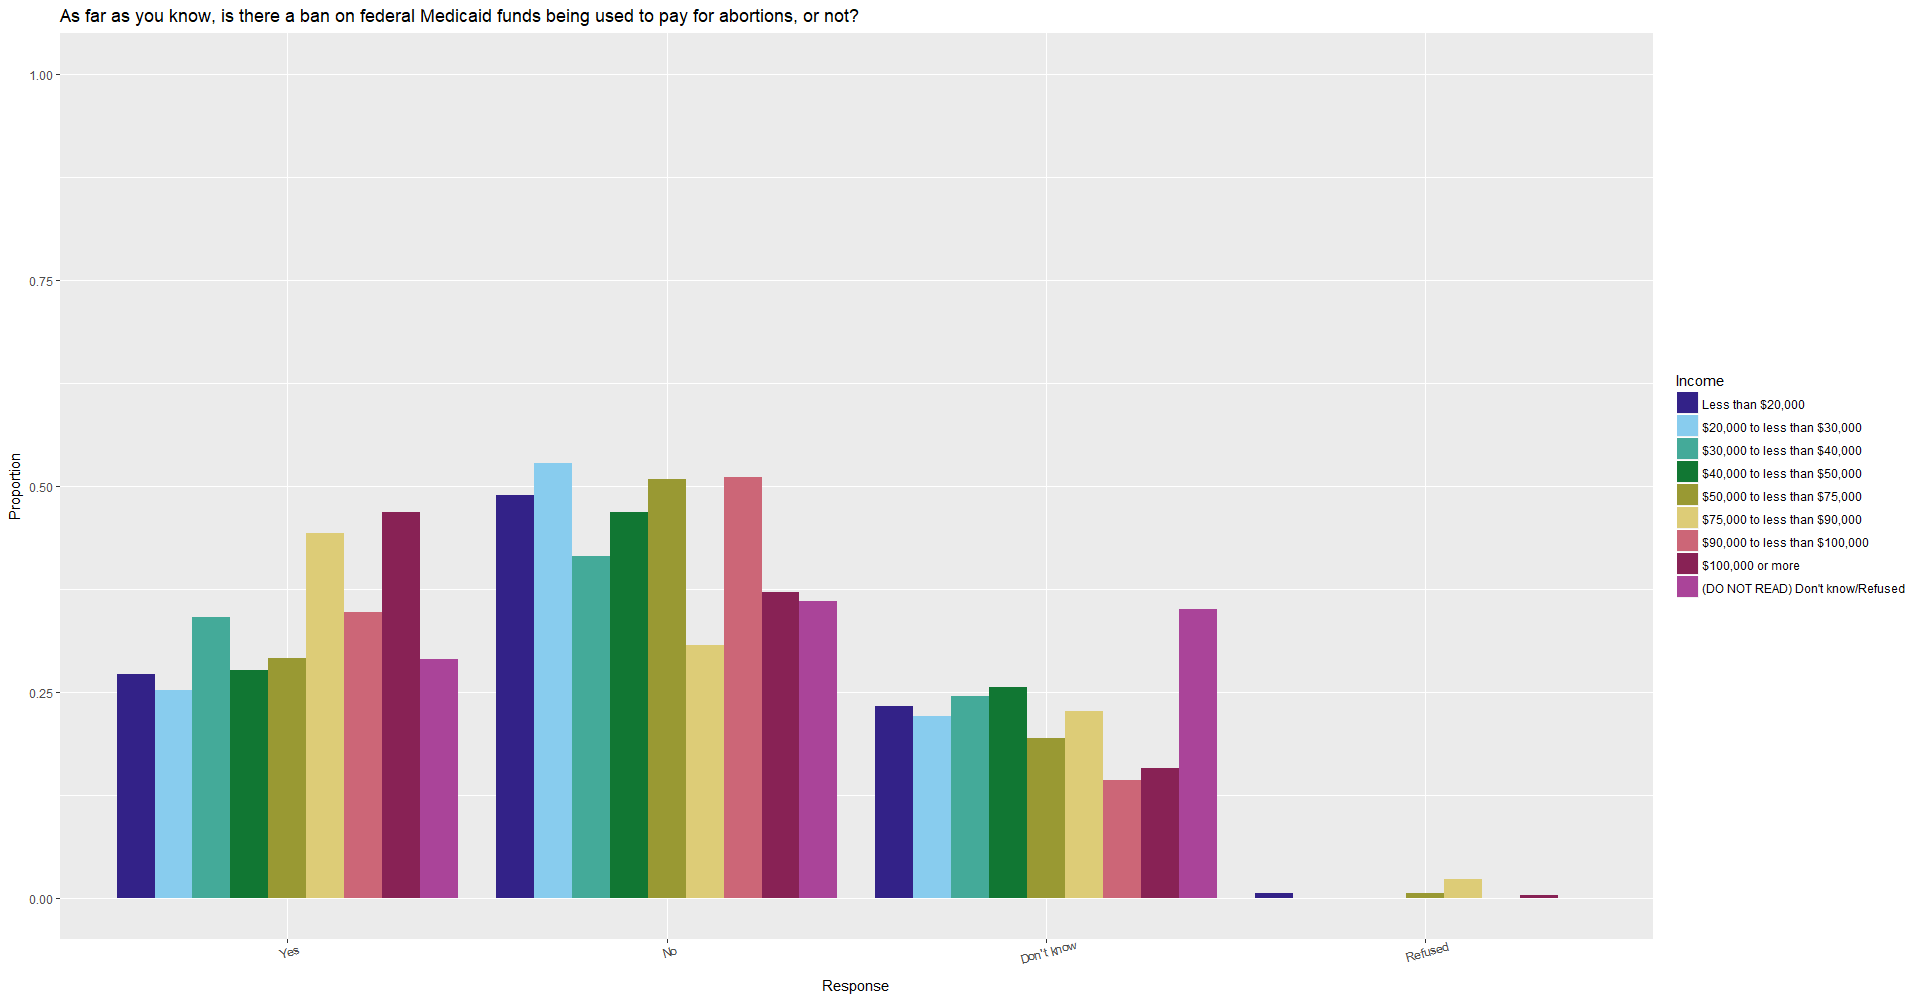 As far as you know, is there a ban on federal Medicaid funds being used to pay for abortions, or not?
1.00
0.75
0.50
0.25
0.00
Proportion
Yes
No
Don"t know
Refused
Response
Income
Less than $20,000
$20,000 to less than $30,000
$30,000 to less than $40,000
$40,000 to less than $50,000
$50,000 to less than $75,000
$75,000 to less than $90,000
$90,000 to less than $100,000
$100,000 or more
(DO NOT READ) Don't know/Refused